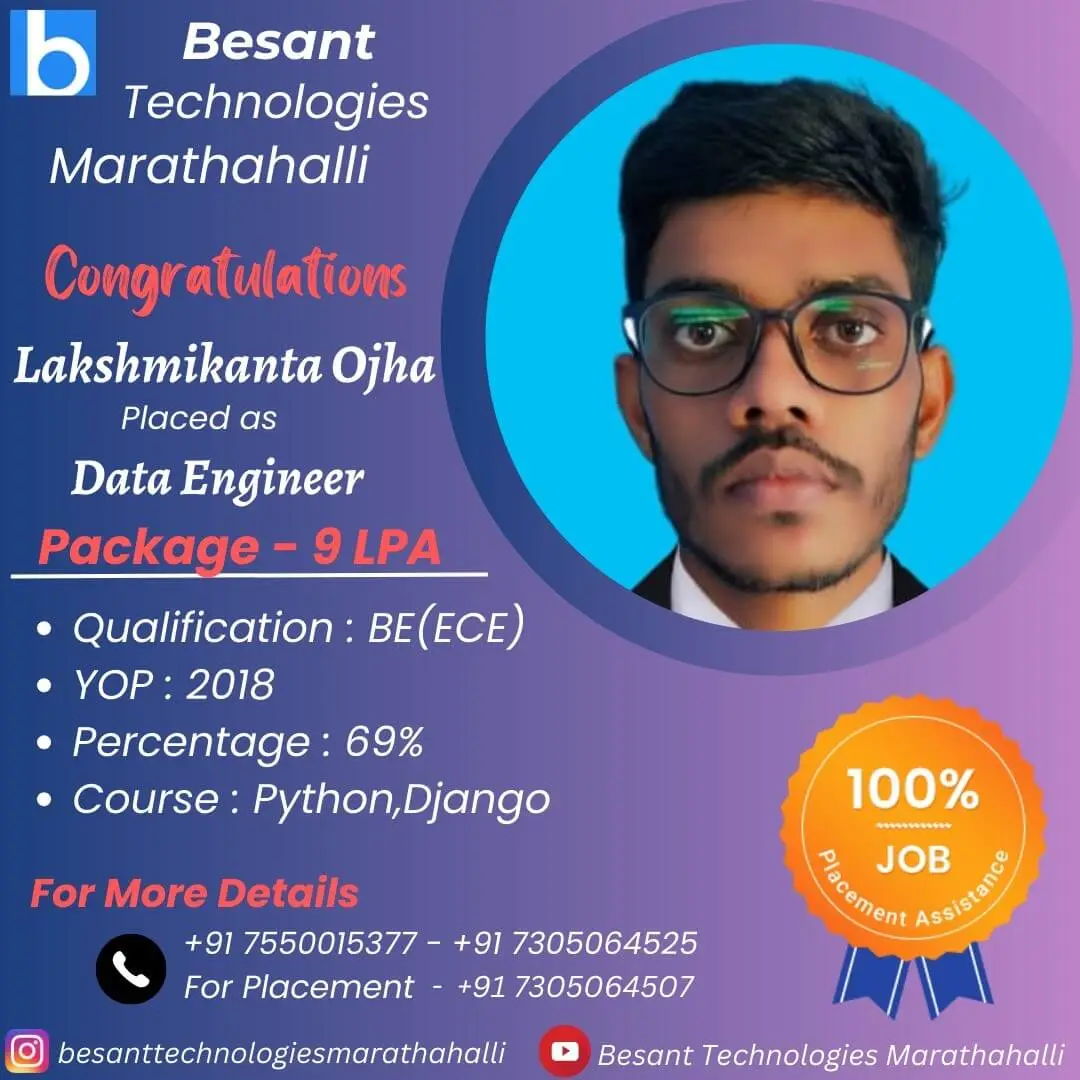 b
Besant
Technologies
Marathahalli
Congratulations
Lakshmikanta Ojha
Placed as
Data Engineer
Package - 9 LPA
• Qualification : BE(ECE)
• YOP : 2018
• Percentage : 69%
• Course : Python,Django
100%
JOB
Placement Assistance
For More Details
+91 7550015377 - +91 7305064525
For Placement - +91 7305064507
besanttechnologiesmarathahalli
Besant Technologies Marathahalli